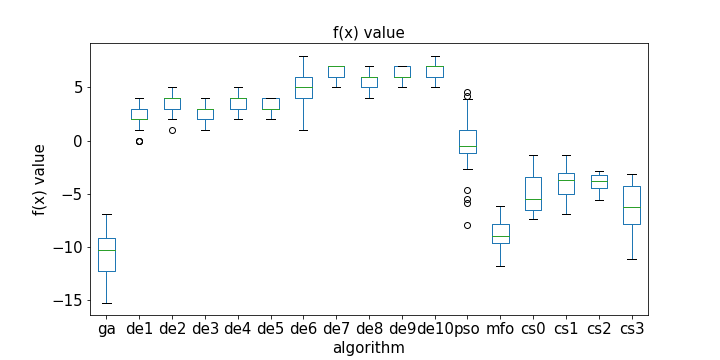 f(x) value
f(x) value
5
0
−5
−10
−15
ga de1 de2 de3 de4 de5 de6 de7 de8 de9 de10 pso mfo cs0 cs1 cs2 cs3
algorithm